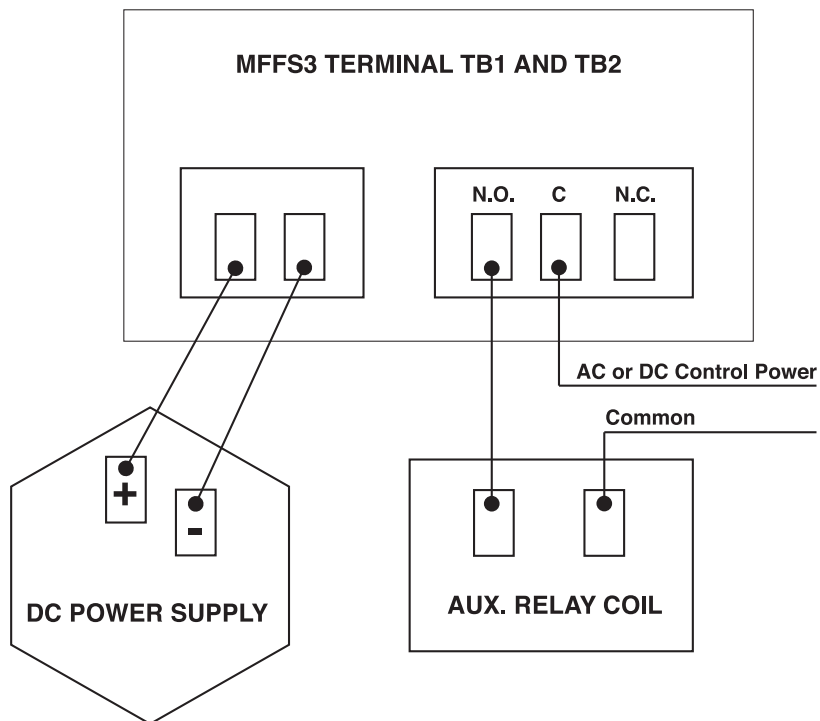 MFFS3 TERMINAL TB1 AND TB2
N.O. C N.C.
AC or DC Control Power
Common
+
-
DC POWER SUPPLY
AUX. RELAY COIL